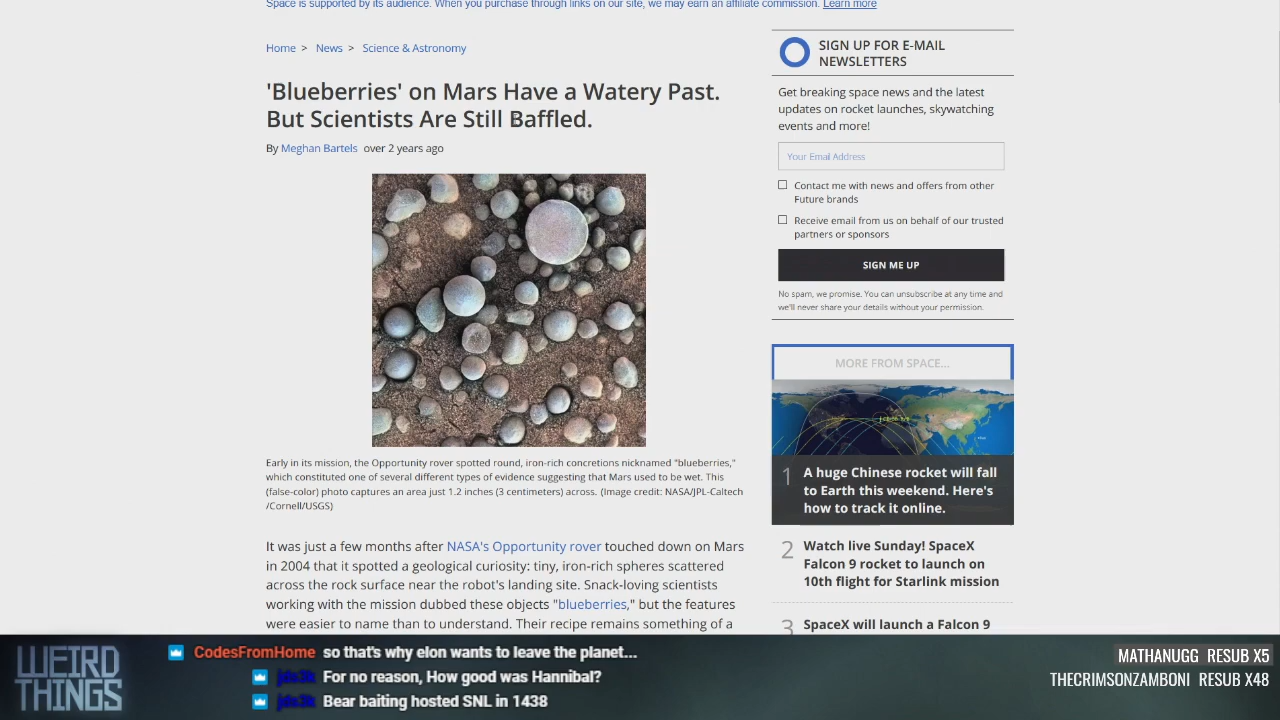 Space is supported by its audience. When you purchase through links on our site, we may earn an affiliate commission. Learn more
Home > News > Science & Astronomy
'Blueberries' on Mars Have a Watery Past.
But Scientists Are Still Baffled.
By Meghan Bartels over 2 years ago
Early in its mission, the Opportunity rover spotted round, iron-rich concretions nicknamed "blueberries,"
which constituted one of several different types of evidence suggesting that Mars used to be wet. This
(false-color) photo captures an area just 1.2 inches (3 centimeters) across. (Image credit: NASA/JPL-Caltech
/Cornell/USGS)
It was just a few months after NASA's Opportunity rover touched down on Mars
in 2004 that it spotted a geological curiosity: tiny, iron-rich spheres scattered
across the rock surface near the robot's landing site. Snack-loving scientists
working with the mission dubbed these objects "blueberries," but the features
were easier to name than to understand. Their recipe remains something of a
SIGN UP FOR E-MAIL
NEWSLETTERS
Get breaking space news and the latest
updates on rocket launches, skywatching
events and more!
Your Email Address
Contact me with news and offers from other
Future brands
Receive email from us on behalf of our trusted
partners or sponsors
SIGN ME UP
No spam, we promise. You can unsubscribe at any time and
we'll never share your details without your permission.
MORE FROM SPACE...
1 A huge Chinese rocket will fall
to Earth this weekend. Here's
how to track it online.
2 Watch live Sunday! SpaceX
Falcon 9 rocket to launch on
10th flight for Starlink mission
3 SpaceX will launch a Falcon 9
WEIRD
THINGS
CodesFromHome so that's why elon wants to leave the planet...
For no reason, How good was Hannibal?
Bear baiting hosted SNL in 1438
MATHANUGG RESUB X5
THECRIMSONZAMBONI RESUB X48